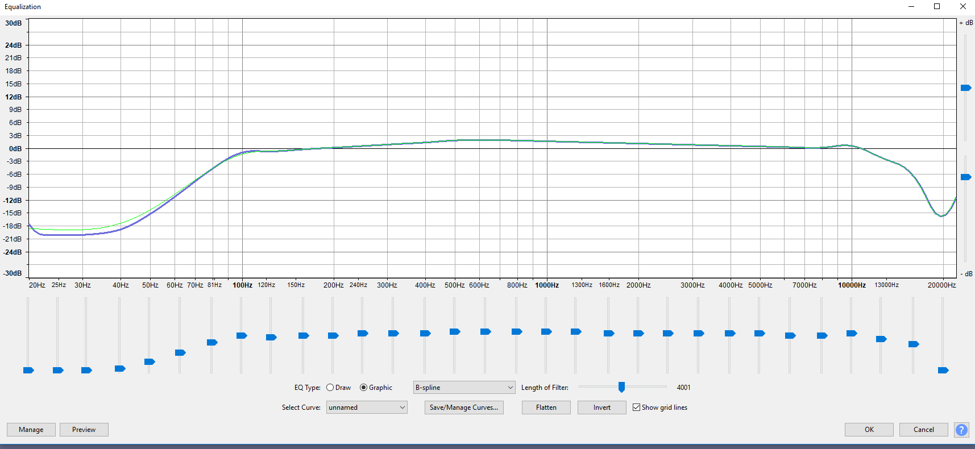 Equalization
30dB + dB
24dB
21dB
18dB
15dB
12dB
9dB
6dB
3dB
0dB
-3dB
-6dB
-9dB
-12dB
-15dB
-18dB
-21dB
-24dB
-30dB - dB
20Hz 25Hz 30Hz 40Hz 50Hz 60Hz 70Hz 81Hz 100Hz 120Hz 150Hz 200Hz 240Hz 300Hz 400Hz 500Hz 600Hz 800Hz 1000Hz 1300Hz 1600Hz 2000Hz 3000Hz 4000Hz 5000Hz 7000Hz 10000Hz 13000Hz 20000Hz
EQ Type: Draw Graphic B-spline Length of Filter: 4001
Select Curve: unnamed Save/Manage Curves... Flatten Invert Show grid lines
Manage Preview OK Cancel ?